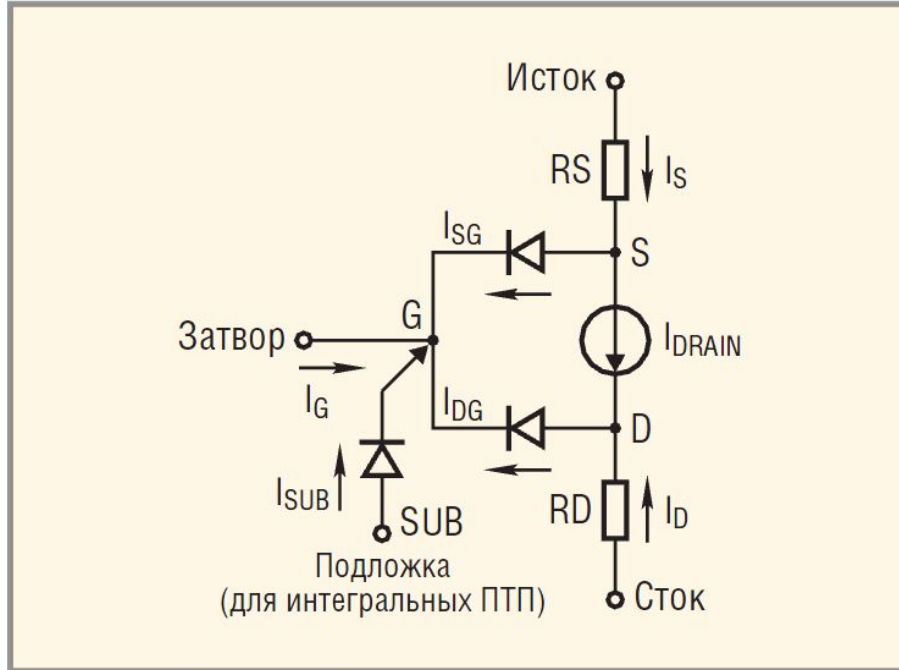 Исток
RS
IS
ISG
S
G
Затвор
IDRAIN
IG
IDG
D
ISUB
SUB
RD
ID
Подложка
(для интегральных ПТП)
Сток